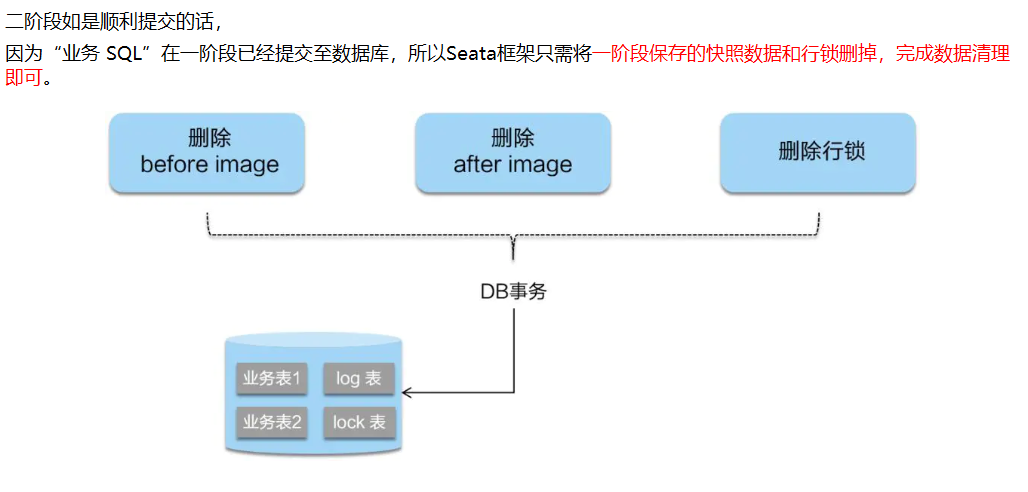 二阶段如是顺利提交的话，
因为“业务 SQL”在一阶段已经提交至数据库，所以Seata框架只需将一阶段保存的快照数据和行锁删掉，完成数据清理
即可。
删除
before image
删除
after image
删除行锁
DB事务
业务表1
log 表
业务表2
lock 表